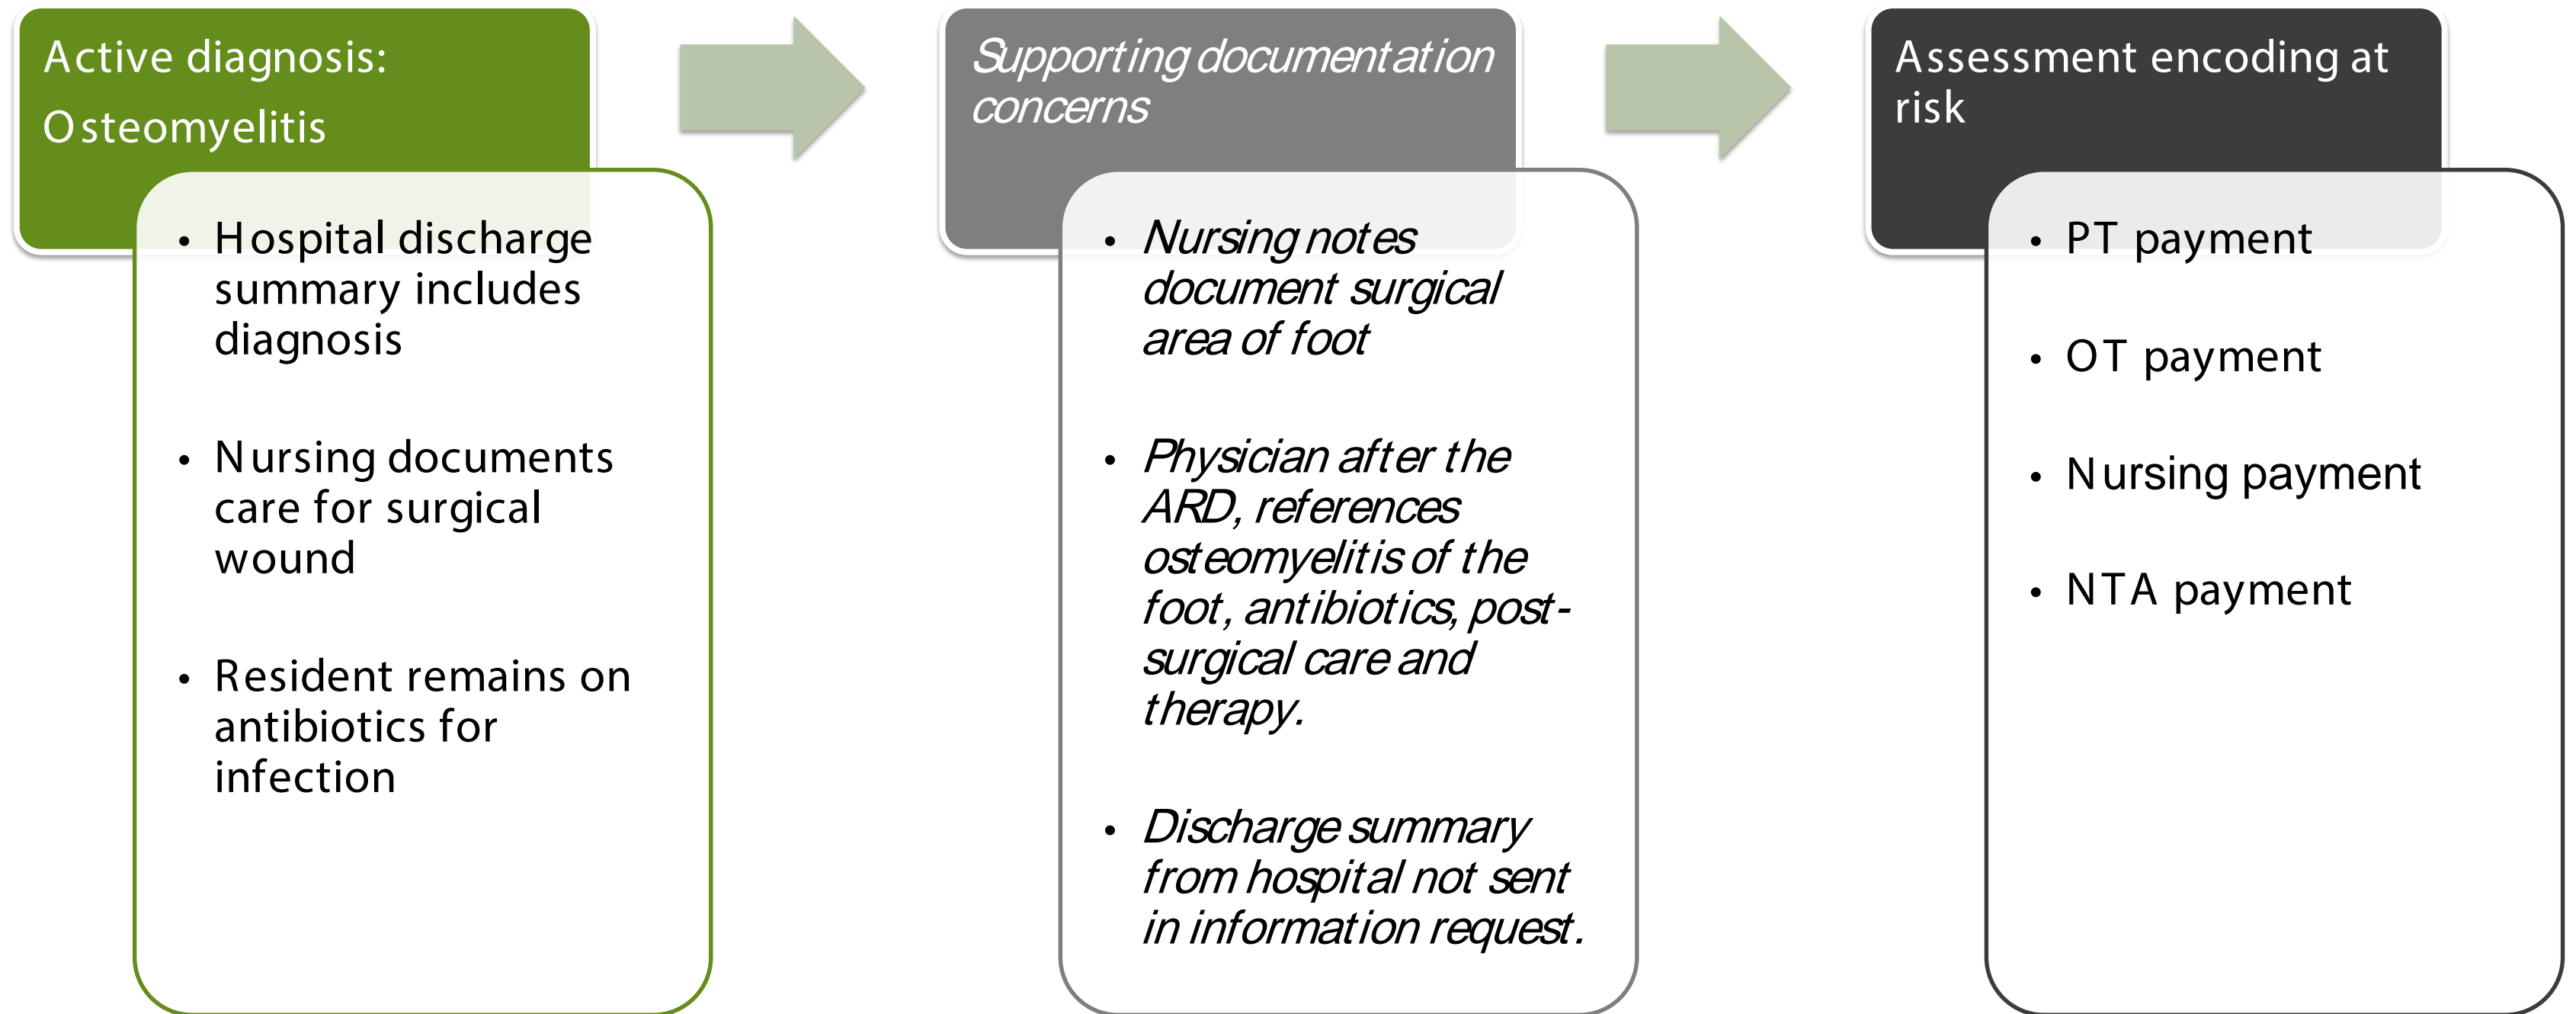 Active diagnosis:
Osteomyelitis
• Hospital discharge
summary includes
diagnosis
• Nursing documents
care for surgical
wound
• Resident remains on
antibiotics for
infection
Supporting documentation
concerns
• Nursing notes
document surgical
area of foot
• Physician after the
ARD, references
osteomyelitis of the
foot, antibiotics, post-
surgical care and
therapy.
• Discharge summary
from hospital not sent
in information request.
Assessment encoding at
risk
• PT payment
• OT payment
• Nursing payment
• NTA payment